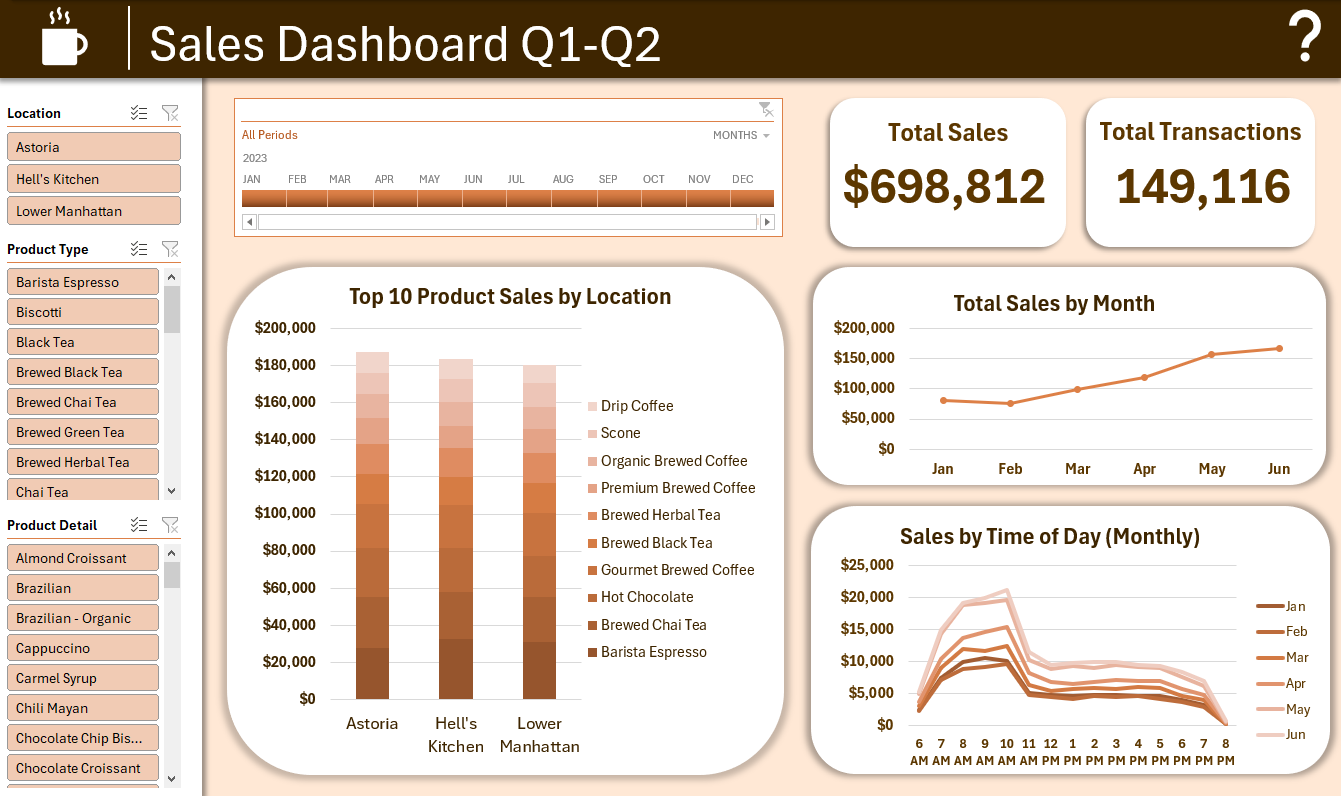 Sales Dashboard Q1-Q2
?
Location
Astoria
Hell's Kitchen
Lower Manhattan
Product Type
Barista Espresso
Biscotti
Black Tea
Brewed Black Tea
Brewed Chai Tea
Brewed Green Tea
Brewed Herbal Tea
Chai Tea
Product Detail
Almond Croissant
Brazilian
Brazilian - Organic
Cappuccino
Carmel Syrup
Chili Mayan
Chocolate Chip Bis...
Chocolate Croissant
All Periods
MONTHS
2023
JAN FEB MAR APR MAY JUN JUL AUG SEP OCT NOV DEC
Total Sales
$698,812
Total Transactions
149,116
Top 10 Product Sales by Location
$200,000
$180,000
$160,000
$140,000
$120,000
$100,000
$80,000
$60,000
$40,000
$20,000
$0
Astoria
Hell's
Kitchen
Lower
Manhattan
Drip Coffee
Scone
Organic Brewed Coffee
Premium Brewed Coffee
Brewed Herbal Tea
Brewed Black Tea
Gourmet Brewed Coffee
Hot Chocolate
Brewed Chai Tea
Barista Espresso
Total Sales by Month
$200,000
$150,000
$100,000
$50,000
$0
Jan Feb Mar Apr May Jun
Sales by Time of Day (Monthly)
$25,000
$20,000
$15,000
$10,000
$5,000
$0
6 7 8 9 10 11 12 1 2 3 4 5 6 7 8
AM AM AM AM AM AM PM PM PM PM PM PM PM PM PM
Jan
Feb
Mar
Apr
May
Jun